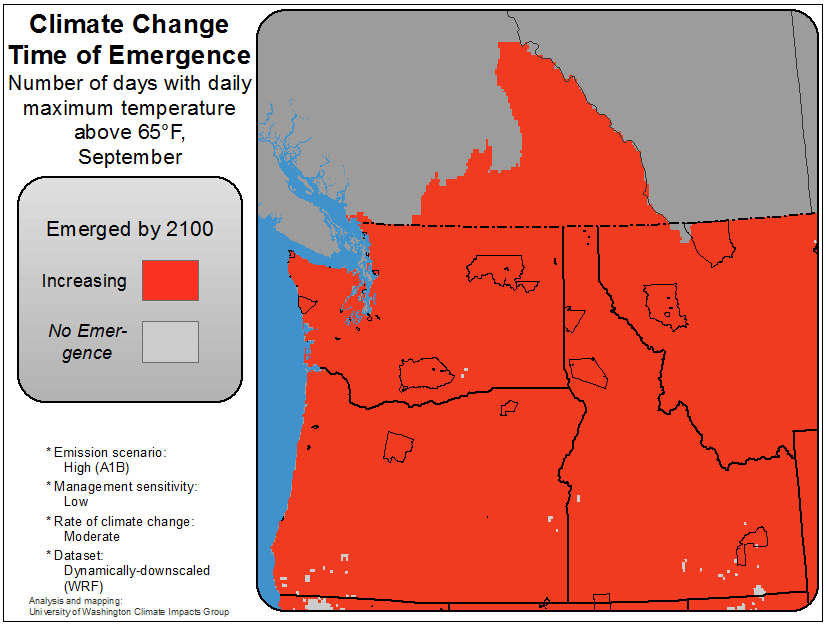 Climate Change
Time of Emergence
Number of days with daily
maximum temperature
above 65°F,
September
Emerged by 2100
Increasing
No Emer-
gence
* Emission scenario:
High (A1B)
* Management sensitivity:
Low
* Rate of climate change:
Moderate
* Dataset:
Dynamically-downscaled
(WRF)
Analysis and mapping:
University of Washington Climate Impacts Group